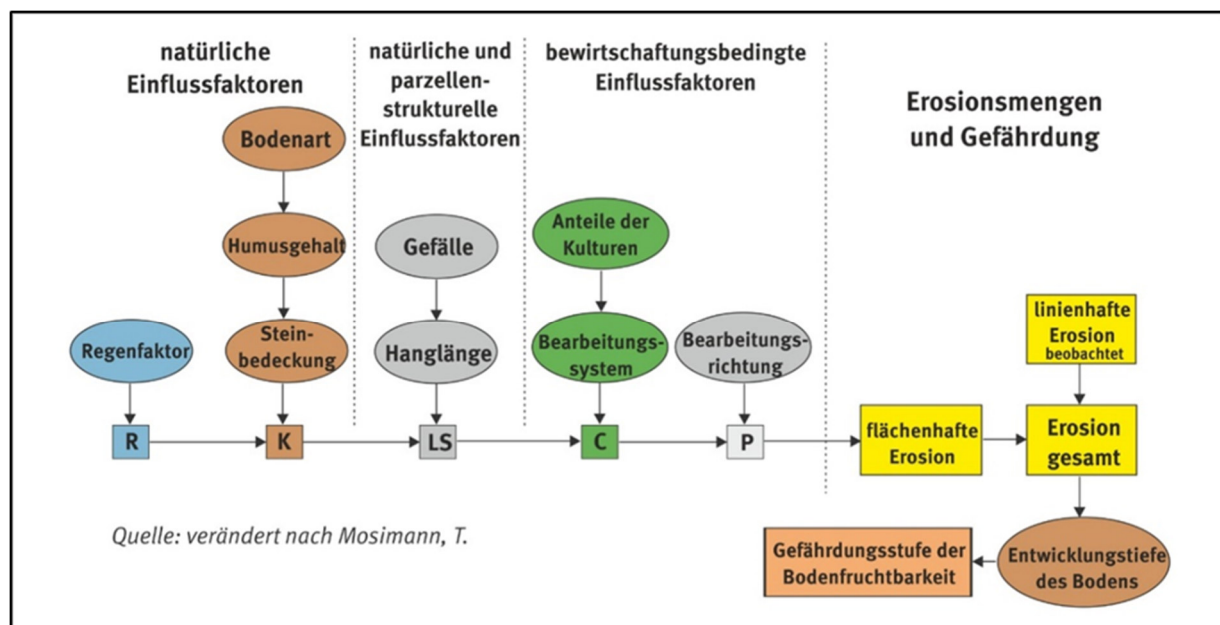 natürliche
Einflussfaktoren
natürliche und
parzellen-
strukturelle
Einflussfaktoren
bewirtschaftungsbedingte
Einflussfaktoren
Erosionsmengen
und Gefährdung
Bodenart
Humusgehalt
Stein-
bedeckung
Regenfaktor
Gefälle
Hanglänge
Anteile der
Kulturen
Bearbeitungs-
system
Bearbeitungs-
richtung
linienhafte
Erosion
beobachtet
R
K
LS
C
P
flächenhafte
Erosion
Erosion
gesamt
Quelle: verändert nach Mosimann, T.
Gefährdungsstufe der
Bodenfruchtbarkeit
Entwicklungstiefe
des Bodens